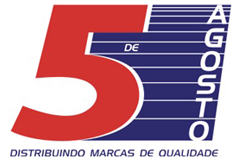 5
DE
AGOSTO
DISTRIBUINDO MARCAS DE QUALIDADE